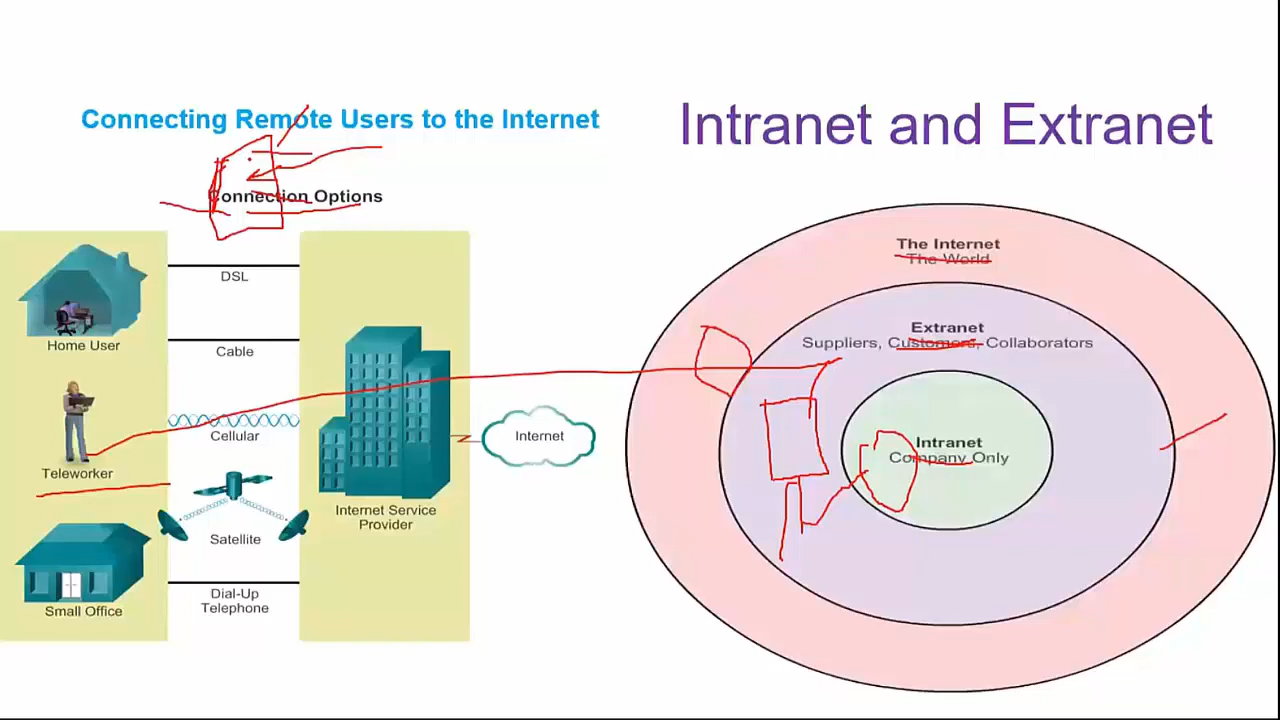 Connecting Remote Users to the Internet
Connection Options
DSL
Home User
Cable
Cellular
Teleworker
Satellite
Small Office
Dial-Up
Telephone
Internet Service
Provider
Internet
Intranet and Extranet
The Internet
The World
Extranet
Suppliers, Customers, Collaborators
Intranet
Company Only